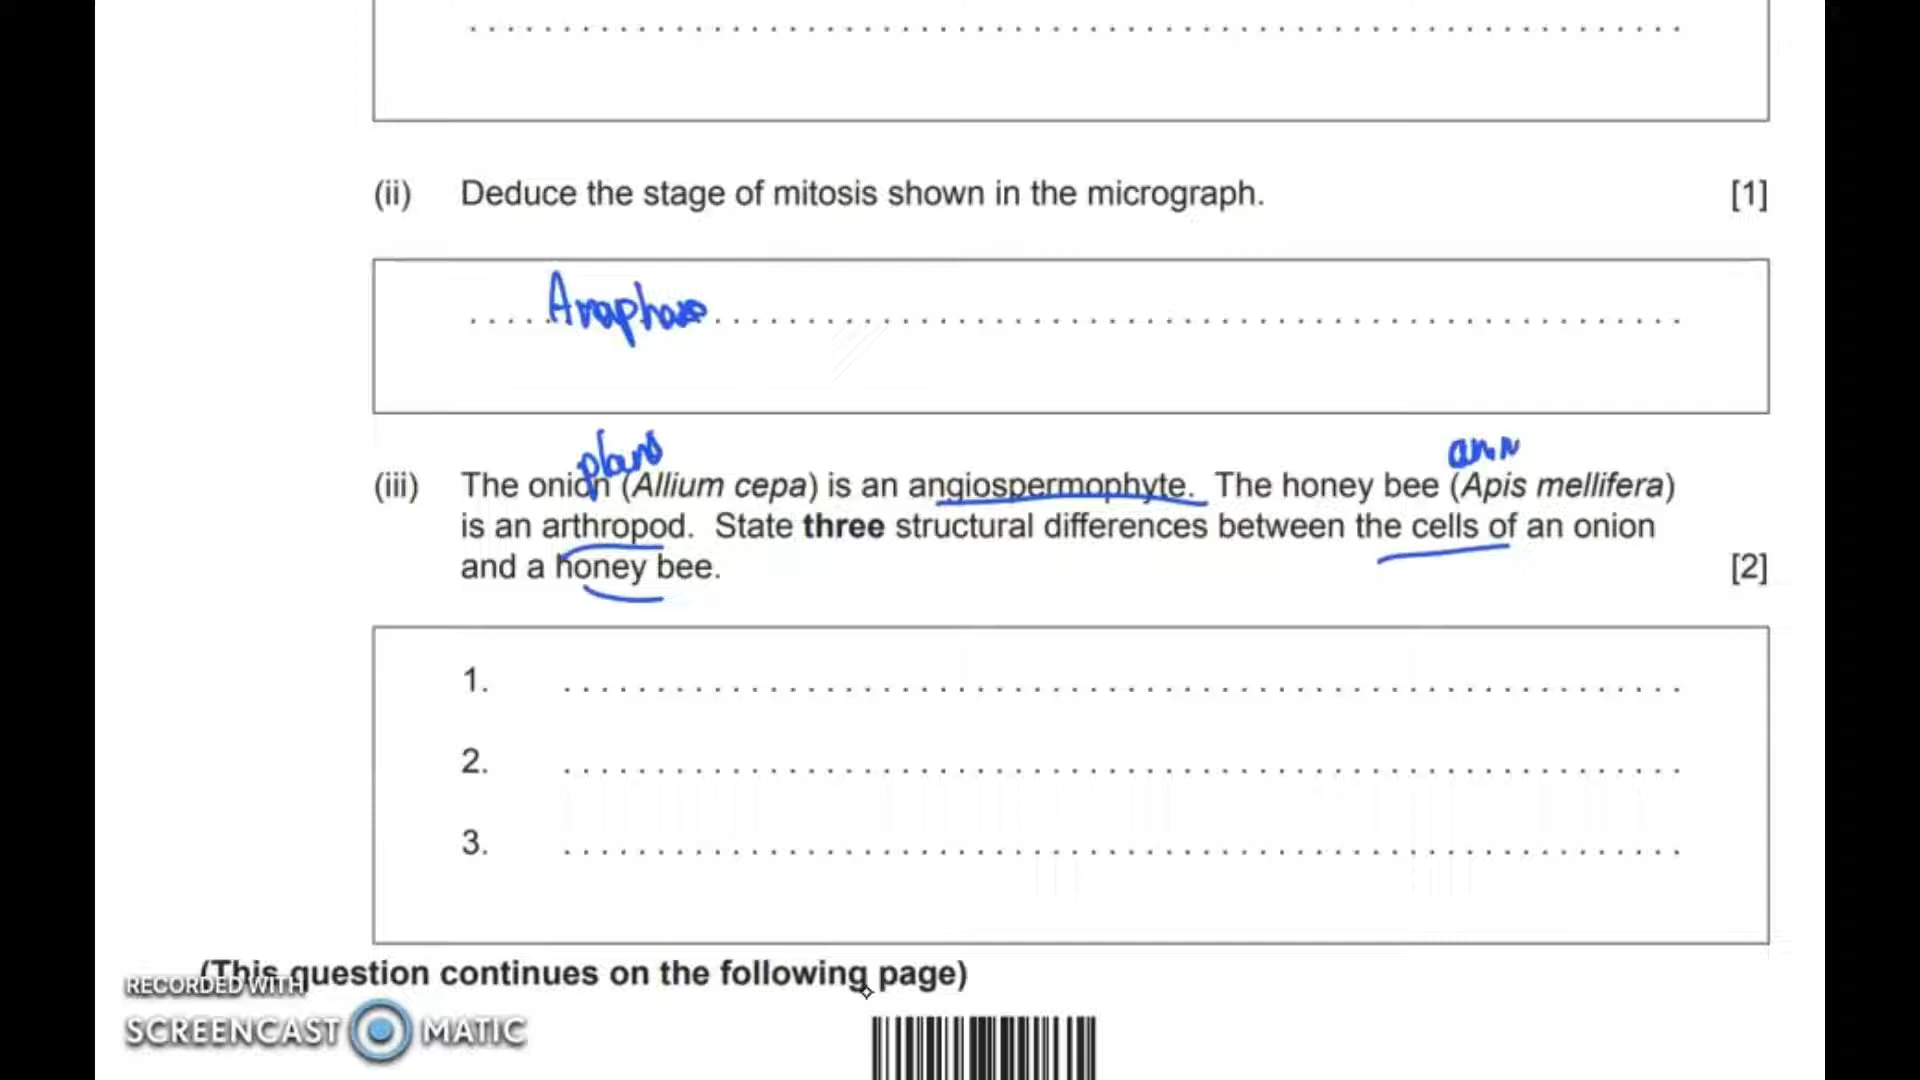 (ii) Deduce the stage of mitosis shown in the micrograph. [1]
Anaphase
plant
anim
(iii) The onion (Allium cepa) is an angiospermophyte. The honey bee (Apis mellifera)
is an arthropod. State three structural differences between the cells of an onion
and a honey bee. [2]
1.
2.
3.
(This question continues on the following page)
RECORDED WITH
SCREENCAST MATIC